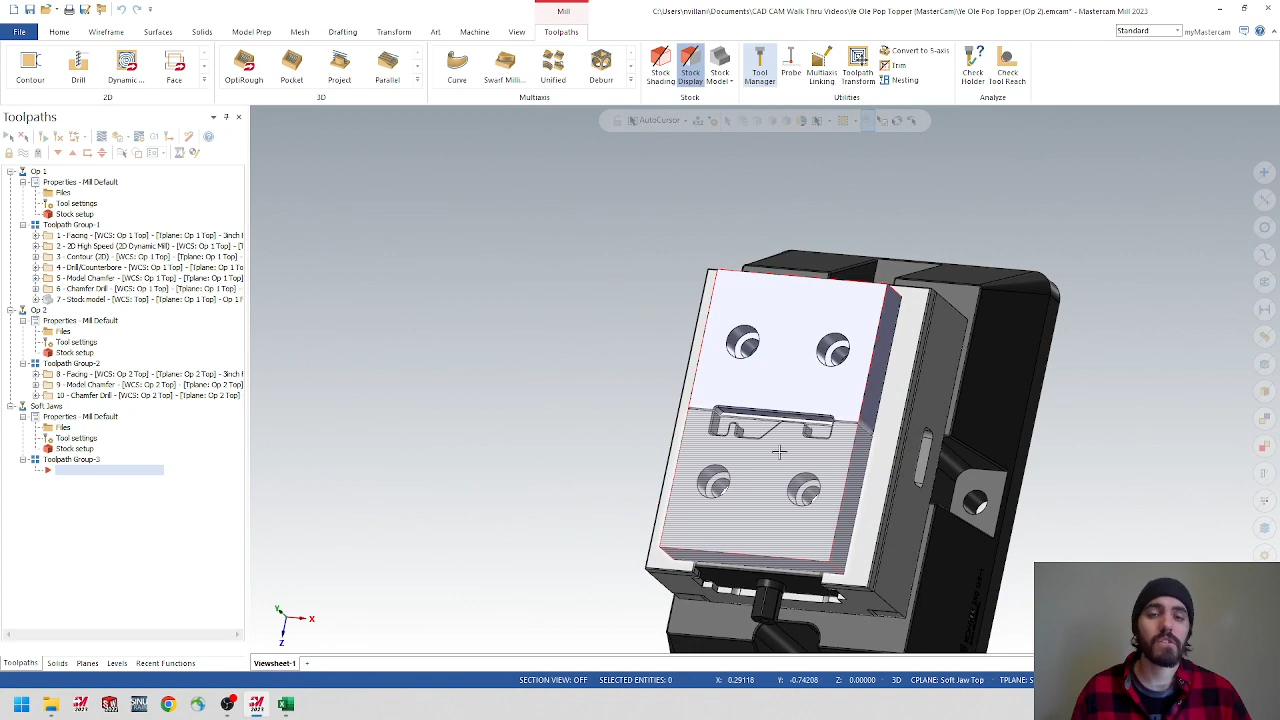 Mill
C:\Users\nvillani\Documents\CAD CAM Walk Thru Videos\Ye Ole Pop Topper (MasterCam)\Ye Ole Pop Topper (Op 2).emcam* - Mastercam Mill 2023
File Home Wireframe Surfaces Solids Model Prep Mesh Drafting Transform Art Machine View Toolpaths
Standard
myMastercam
Contour Drill Dynamic ... Face
OptiRough Pocket Project Parallel
Curve Swarf Milli... Unified Deburr
Stock Shading Stock Display Stock Model
Tool Manager Probe Multiaxis Linking Toolpath Transform
Convert to 5-axis
Trim
Nesting
Check Holder Check Tool Reach
2D 3D Multiaxis Stock Utilities Analyze
Toolpaths
AutoCursor
Op 1
Properties - Mill Default
Files
Tool settings
Stock setup
Toolpath Group-1
1 - Facing - [WCS: Op 1 Top] - [Tplane: Op 1 Top] - 3inch
2 - 2D High Speed (2D Dynamic Mill) - [WCS: Op 1 Top] - [T
3 - Contour (2D) - [WCS: Op 1 Top] - [Tplane: Op 1 Top] -
4 - Drill/Counterbore - [WCS: Op 1 Top] - [Tplane: Op 1 To
5 - Model Chamfer - [WCS: Op 1 Top] - [Tplane: Op 1 Top]
6 - Chamfer Drill - [WCS: Op 1 Top] - [Tplane: Op 1 Top] -
7 - Stock model - [WCS: Top] - [Tplane: Op 1 Top]
Op 2
Properties - Mill Default
Files
Tool settings
Stock setup
Toolpath Group-2
8 - Facing - [WCS: Op 2 Top] - [Tplane: Op 2 Top] - 3inch
9 - Model Chamfer - [WCS: Op 2 Top] - [Tplane: Op 2 Top]
10 - Chamfer Drill - [WCS: Op 2 Top] - [Tplane: Op 2 Top]
Soft Jaws
Properties - Mill Default
Files
Tool settings
Stock setup
Toolpath Group-3
Y
X
Z
Toolpaths Solids Planes Levels Recent Functions
Viewsheet-1 +
SECTION VIEW: OFF SELECTED ENTITIES: 0 X: 0.29118 Y: -0.74208 Z: 0.00000 3D CPLANE: Soft Jaw Top TPLANE: S